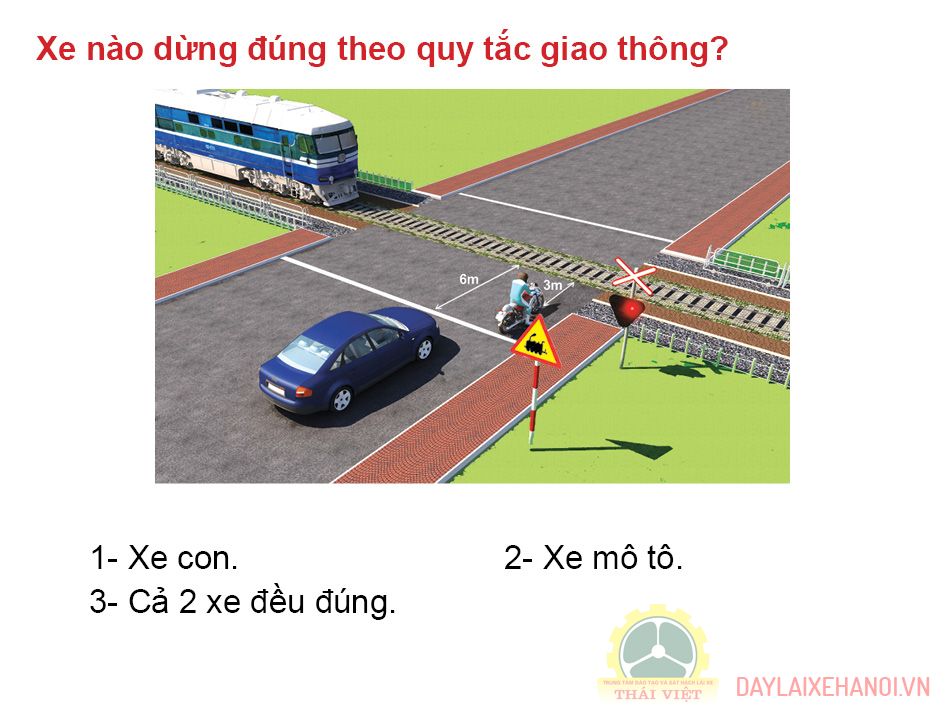 Xe nào dừng đúng theo quy tắc giao thông?
6m
3m
1- Xe con.
2- Xe mô tô.
3- Cả 2 xe đều đúng.
TRUNG TÂM ĐÀO TẠO VÀ SÁT HẠCH LÁI XE
THÁI VIỆT
DAYLAIXEHANOI.VN